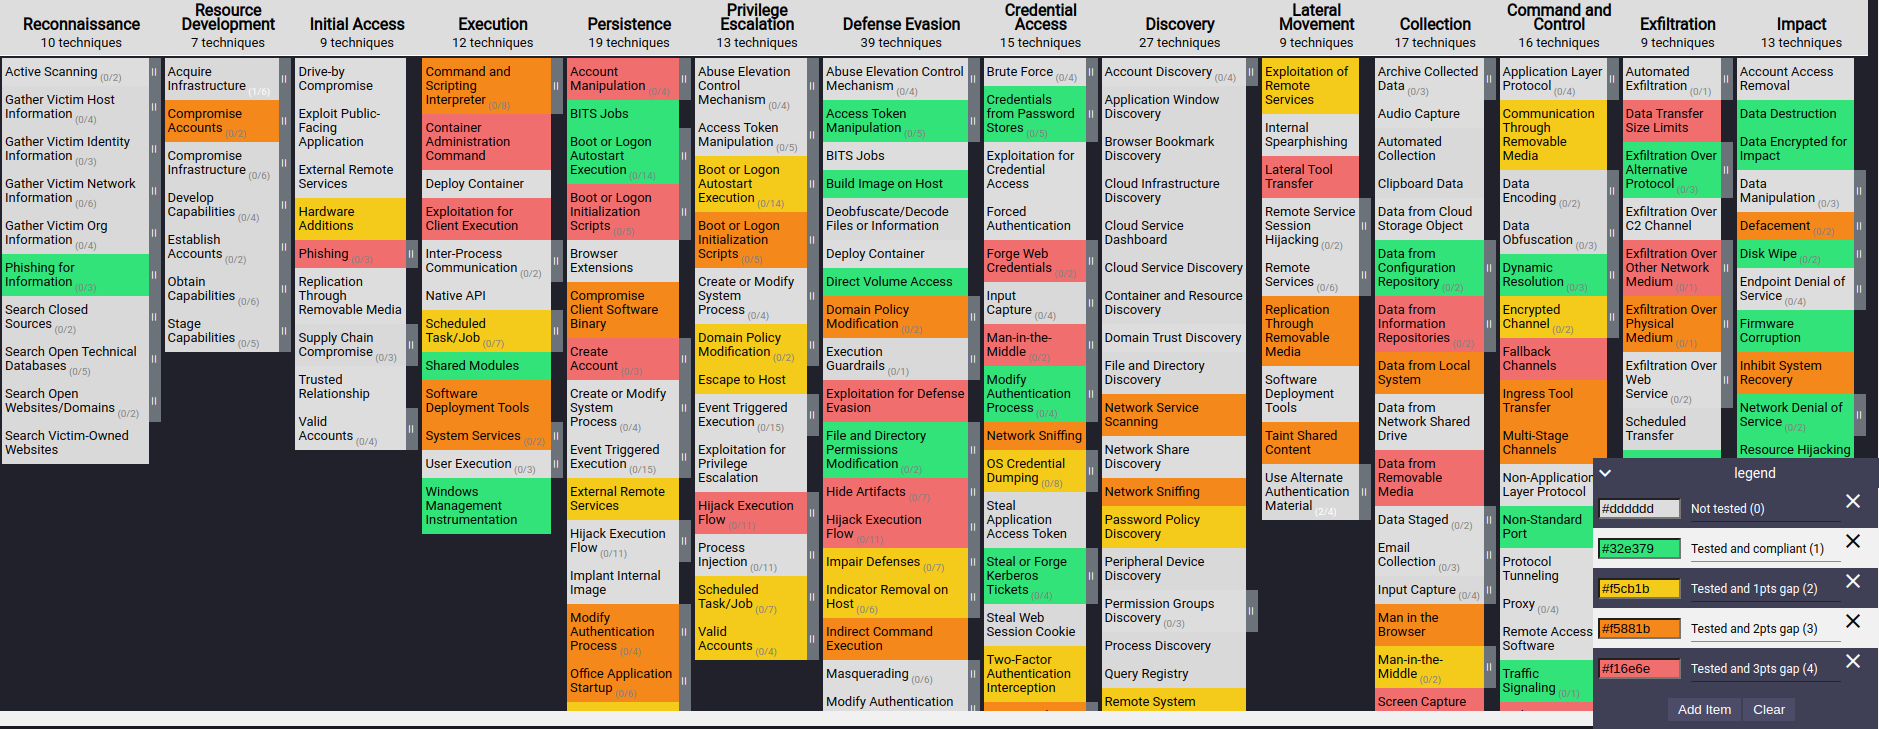 Reconnaissance
10 techniques
Active Scanning (0/2)
Gather Victim Host
Information (0/4)
Gather Victim Identity
Information (0/3)
Gather Victim Network
Information (0/6)
Gather Victim Org
Information (0/4)
Phishing for
Information (0/3)
Search Closed
Sources (0/2)
Search Open Technical
Databases (0/5)
Search Open
Websites/Domains (0/2)
Search Victim-Owned
Websites
Resource
Development
7 techniques
Acquire
Infrastructure (1/6)
Compromise
Accounts (0/2)
Compromise
Infrastructure (0/6)
Develop
Capabilities (0/4)
Establish
Accounts (0/2)
Obtain
Capabilities (0/6)
Stage
Capabilities (0/5)
Initial Access
9 techniques
Drive-by
Compromise
Exploit Public-
Facing
Application
External Remote
Services
Hardware
Additions
Phishing (0/3)
Replication
Through
Removable Media
Supply Chain
Compromise (0/3)
Trusted
Relationship
Valid
Accounts (0/4)
Execution
12 techniques
Command and
Scripting
Interpreter (0/8)
Container
Administration
Command
Deploy Container
Exploitation for
Client Execution
Inter-Process
Communication (0/2)
Native API
Scheduled
Task/Job (0/7)
Shared Modules
Software
Deployment Tools
System Services (0/2)
User Execution (0/3)
Windows
Management
Instrumentation
Persistence
19 techniques
Account
Manipulation (0/4)
BITS Jobs
Boot or Logon
Autostart
Execution (0/14)
Boot or Logon
Initialization
Scripts (0/5)
Browser
Extensions
Compromise
Client Software
Binary
Create
Account (0/3)
Create or Modify
System
Process (0/4)
Event Triggered
Execution (0/15)
External Remote
Services
Hijack Execution
Flow (0/11)
Implant Internal
Image
Modify
Authentication
Process (0/4)
Office Application
Startup (0/6)
Privilege
Escalation
13 techniques
Abuse Elevation
Control
Mechanism (0/4)
Access Token
Manipulation (0/5)
Boot or Logon
Autostart
Execution (0/14)
Boot or Logon
Initialization
Scripts (0/5)
Create or Modify
System
Process (0/4)
Domain Policy
Modification (0/2)
Escape to Host
Event Triggered
Execution (0/15)
Exploitation for
Privilege
Escalation
Hijack Execution
Flow (0/11)
Process
Injection (0/11)
Scheduled
Task/Job (0/7)
Valid
Accounts (0/4)
Defense Evasion
39 techniques
Abuse Elevation Control
Mechanism (0/4)
Access Token
Manipulation (0/5)
BITS Jobs
Build Image on Host
Deobfuscate/Decode
Files or Information
Deploy Container
Direct Volume Access
Domain Policy
Modification (0/2)
Execution
Guardrails (0/1)
Exploitation for Defense
Evasion
File and Directory
Permissions
Modification (0/2)
Hide Artifacts (0/7)
Hijack Execution
Flow (0/11)
Impair Defenses (0/7)
Indicator Removal on
Host (0/6)
Indirect Command
Execution
Masquerading (0/6)
Modify Authentication
Credential
Access
15 techniques
Brute Force (0/4)
Credentials
from Password
Stores (0/5)
Exploitation for
Credential
Access
Forced
Authentication
Forge Web
Credentials (0/2)
Input
Capture (0/4)
Man-in-the-
Middle (0/2)
Modify
Authentication
Process (0/4)
Network Sniffing
OS Credential
Dumping (0/8)
Steal
Application
Access Token
Steal or Forge
Kerberos
Tickets (0/4)
Steal Web
Session Cookie
Two-Factor
Authentication
Interception
Discovery
27 techniques
Account Discovery (0/4)
Application Window
Discovery
Browser Bookmark
Discovery
Cloud Infrastructure
Discovery
Cloud Service
Dashboard
Cloud Service Discovery
Container and Resource
Discovery
Domain Trust Discovery
File and Directory
Discovery
Network Service
Scanning
Network Share
Discovery
Network Sniffing
Password Policy
Discovery
Peripheral Device
Discovery
Permission Groups
Discovery (0/3)
Process Discovery
Query Registry
Remote System
Lateral
Movement
9 techniques
Exploitation of
Remote
Services
Internal
Spearphishing
Lateral Tool
Transfer
Remote Service
Session
Hijacking (0/2)
Remote
Services (0/6)
Replication
Through
Removable
Media
Software
Deployment
Tools
Taint Shared
Content
Use Alternate
Authentication
Material (2/4)
Collection
17 techniques
Archive Collected
Data (0/3)
Audio Capture
Automated
Collection
Clipboard Data
Data from Cloud
Storage Object
Data from
Configuration
Repository (0/2)
Data from
Information
Repositories (0/2)
Data from Local
System
Data from
Network Shared
Drive
Data from
Removable
Media
Data Staged (0/2)
Email
Collection (0/3)
Input Capture (0/4)
Man in the
Browser
Man-in-the-
Middle (0/2)
Screen Capture
Command and
Control
16 techniques
Application Layer
Protocol (0/4)
Communication
Through
Removable
Media
Data
Encoding (0/2)
Data
Obfuscation (0/3)
Dynamic
Resolution (0/3)
Encrypted
Channel (0/2)
Fallback
Channels
Ingress Tool
Transfer
Multi-Stage
Channels
Non-Application
Layer Protocol
Non-Standard
Port
Protocol
Tunneling
Proxy (0/4)
Remote Access
Software
Traffic
Signaling (0/1)
Exfiltration
9 techniques
Automated
Exfiltration (0/1)
Data Transfer
Size Limits
Exfiltration Over
Alternative
Protocol (0/3)
Exfiltration Over
C2 Channel
Exfiltration Over
Other Network
Medium (0/1)
Exfiltration Over
Physical
Medium (0/1)
Exfiltration Over
Web
Service (0/2)
Scheduled
Transfer
Impact
13 techniques
Account Access
Removal
Data Destruction
Data Encrypted for
Impact
Data
Manipulation (0/3)
Defacement (0/2)
Disk Wipe (0/2)
Endpoint Denial of
Service (0/4)
Firmware
Corruption
Inhibit System
Recovery
Network Denial of
Service (0/2)
Resource Hijacking
legend
#dddddd Not tested (0)
#32e379 Tested and compliant (1)
#f5cb1b Tested and 1pts gap (2)
#f5881b Tested and 2pts gap (3)
#f16e6e Tested and 3pts gap (4)
Add Item Clear